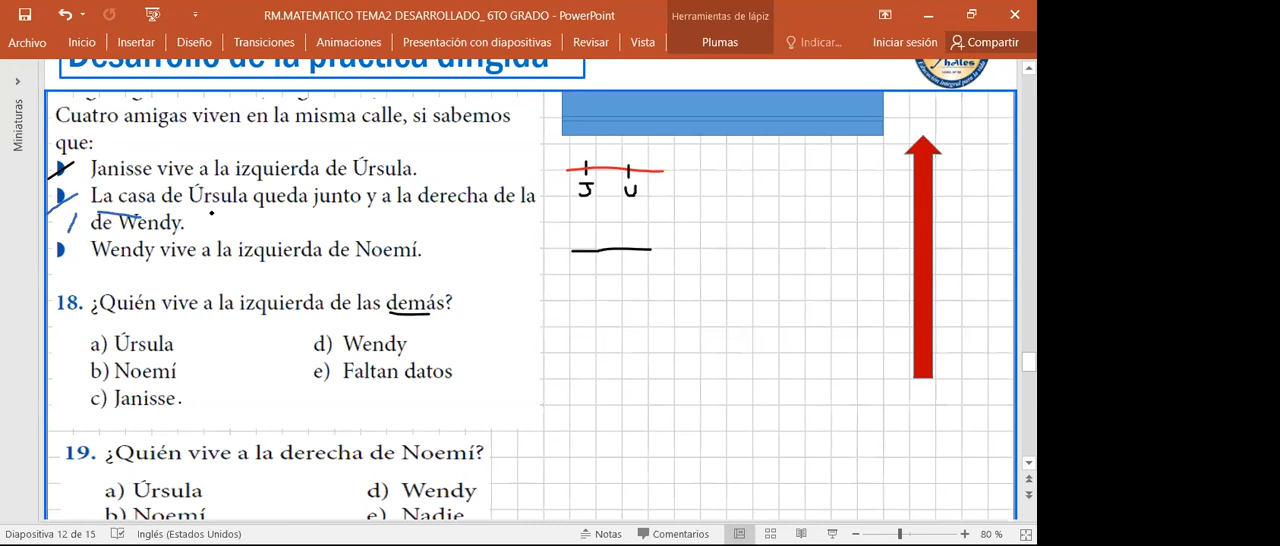 RM.MATEMATICO TEMA2 DESARROLLADO_ 6TO GRADO - PowerPoint
Herramientas de lápiz
Archivo Inicio Insertar Diseño Transiciones Animaciones Presentación con diapositivas Revisar Vista Plumas Indicar... Iniciar sesión Compartir
Miniaturas
Desarrollo de la práctica dirigida
Cuatro amigas viven en la misma calle, si sabemos
que:
Janisse vive a la izquierda de Úrsula.
La casa de Úrsula queda junto y a la derecha de la
de Wendy.
Wendy vive a la izquierda de Noemí.
J U
18. ¿Quién vive a la izquierda de las demás?
a) Úrsula d) Wendy
b) Noemí e) Faltan datos
c) Janisse.
19. ¿Quién vive a la derecha de Noemí?
a) Úrsula d) Wendy
b) Noemí e) Nadie
Diapositiva 12 de 15 Inglés (Estados Unidos) Notas Comentarios 80 %